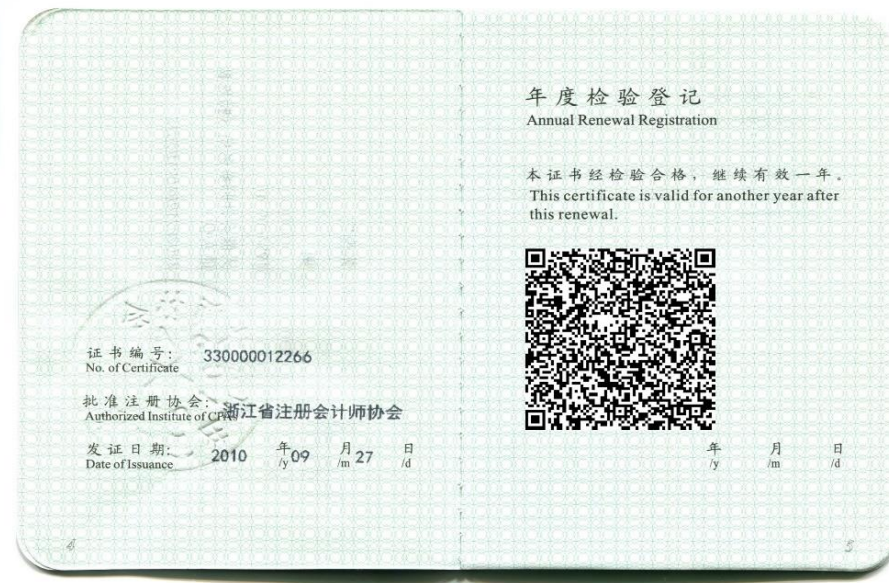 证书编号: 330000012266
No. of Certificate
批准注册协会: 浙江省注册会计师协会
Authorized Institute of CPAs
发证日期: 2010 年 09 月 27 日
Date of Issuance /y /m /d
年度检验登记
Annual Renewal Registration
本证书经检验合格，继续有效一年。
This certificate is valid for another year after
this renewal.
年 月 日
/y /m /d
5